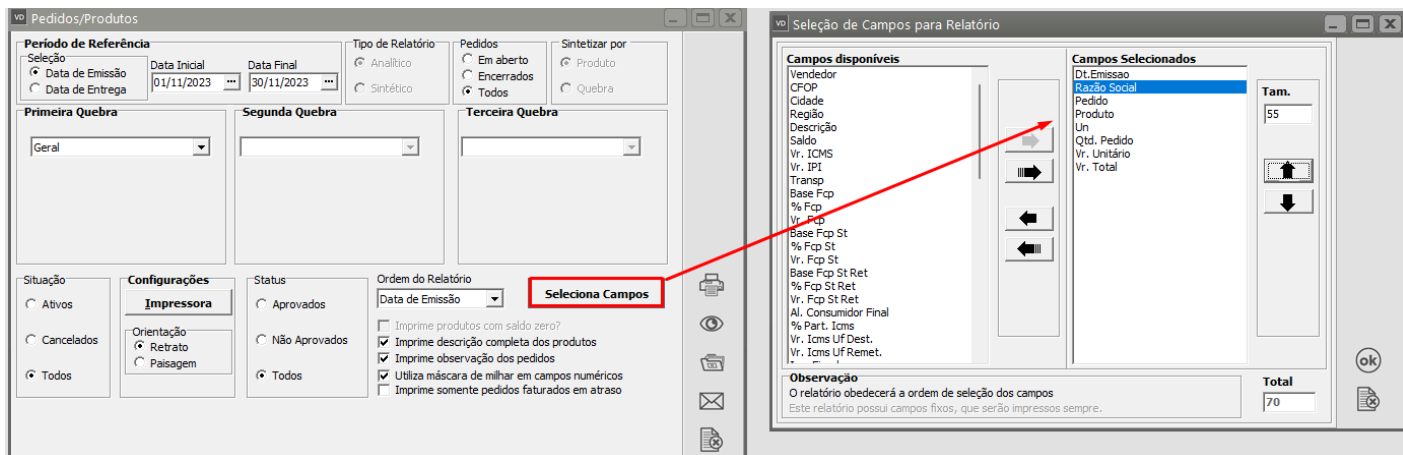 VD Pedidos/Produtos
Período de Referência
Seleção
Data de Emissão
Data de Entrega
Data Inicial
01/11/2023 ...
Data Final
30/11/2023 ...
Tipo de Relatório
Analítico
Sintético
Pedidos
Em aberto
Encerrados
Todos
Sintetizar por
Produto
Quebra
Primeira Quebra
Geral
Segunda Quebra
Terceira Quebra
Situação
Ativos
Cancelados
Todos
Configurações
Impressora
Orientação
Retrato
Paisagem
Status
Aprovados
Não Aprovados
Todos
Ordem do Relatório
Data de Emissão
Seleciona Campos
Imprime produtos com saldo zero?
Imprime descrição completa dos produtos
Imprime observação dos pedidos
Utiliza máscara de milhar em campos numéricos
Imprime somente pedidos faturados em atraso
VD Seleção de Campos para Relatório
Campos disponíveis
Vendedor
CFOP
Cidade
Região
Descrição
Saldo
Vr. ICMS
Vr. IPI
Transp
Base Fcp
% Fcp
Vr. Fcp
Base Fcp St
% Fcp St
Vr. Fcp St
Base Fcp St Ret
% Fcp St Ret
Vr. Fcp St Ret
Al. Consumidor Final
% Part. Icms
Vr. Icms Uf Dest.
Vr. Icms Uf Remet.
Campos Selecionados
Dt.Emissao
Razão Social
Pedido
Produto
Un
Qtd. Pedido
Vr. Unitário
Vr. Total
Tam.
55
ok
Observação
O relatório obedecerá a ordem de seleção dos campos
Este relatório possui campos fixos, que serão impressos sempre.
Total
70